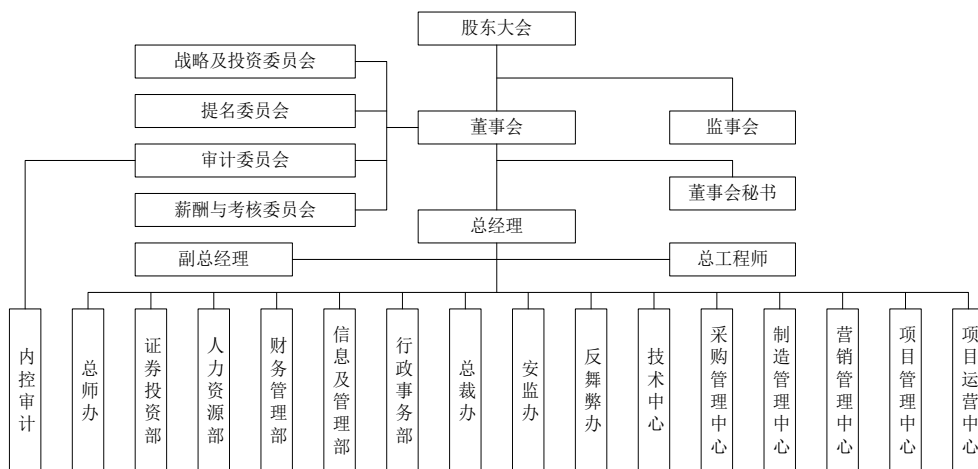 股东大会
战略及投资委员会
提名委员会
董事会
监事会
审计委员会
董事会秘书
薪酬与考核委员会
总经理
副总经理
总工程师
内控审计
总师办
证券投资部
人力资源部
财务管理部
信息及管理部
行政事务部
总裁办
安监办
反舞弊办
技术中心
采购管理中心
制造管理中心
营销管理中心
项目管理中心
项目运营中心